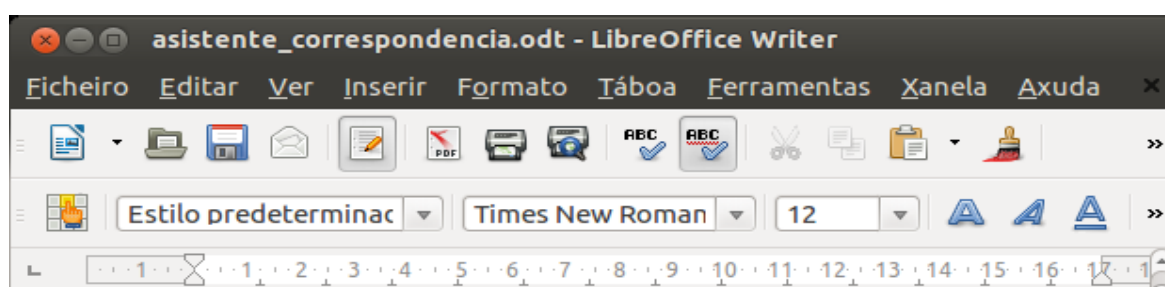 asistente_correspondencia.odt - LibreOffice Writer
Ficheiro Editar Ver Inserir Formato Táboa Ferramentas Xanela Axuda
PDF ABC ABC
Estilo predeterminac Times New Roman 12
1 1 2 3 4 5 6 7 8 9 10 11 12 13 14 15 16 17 1